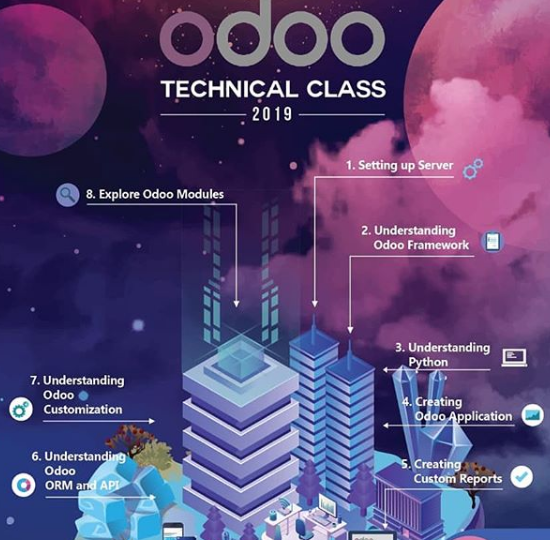 odoo
TECHNICAL CLASS
2019
1. Setting up Server
8. Explore Odoo Modules
2. Understanding
Odoo Framework
3. Understanding
Python
7. Understanding
Odoo
Customization
4. Creating
Odoo Application
6. Understanding
Odoo
ORM and API
5. Creating
Custom Reports